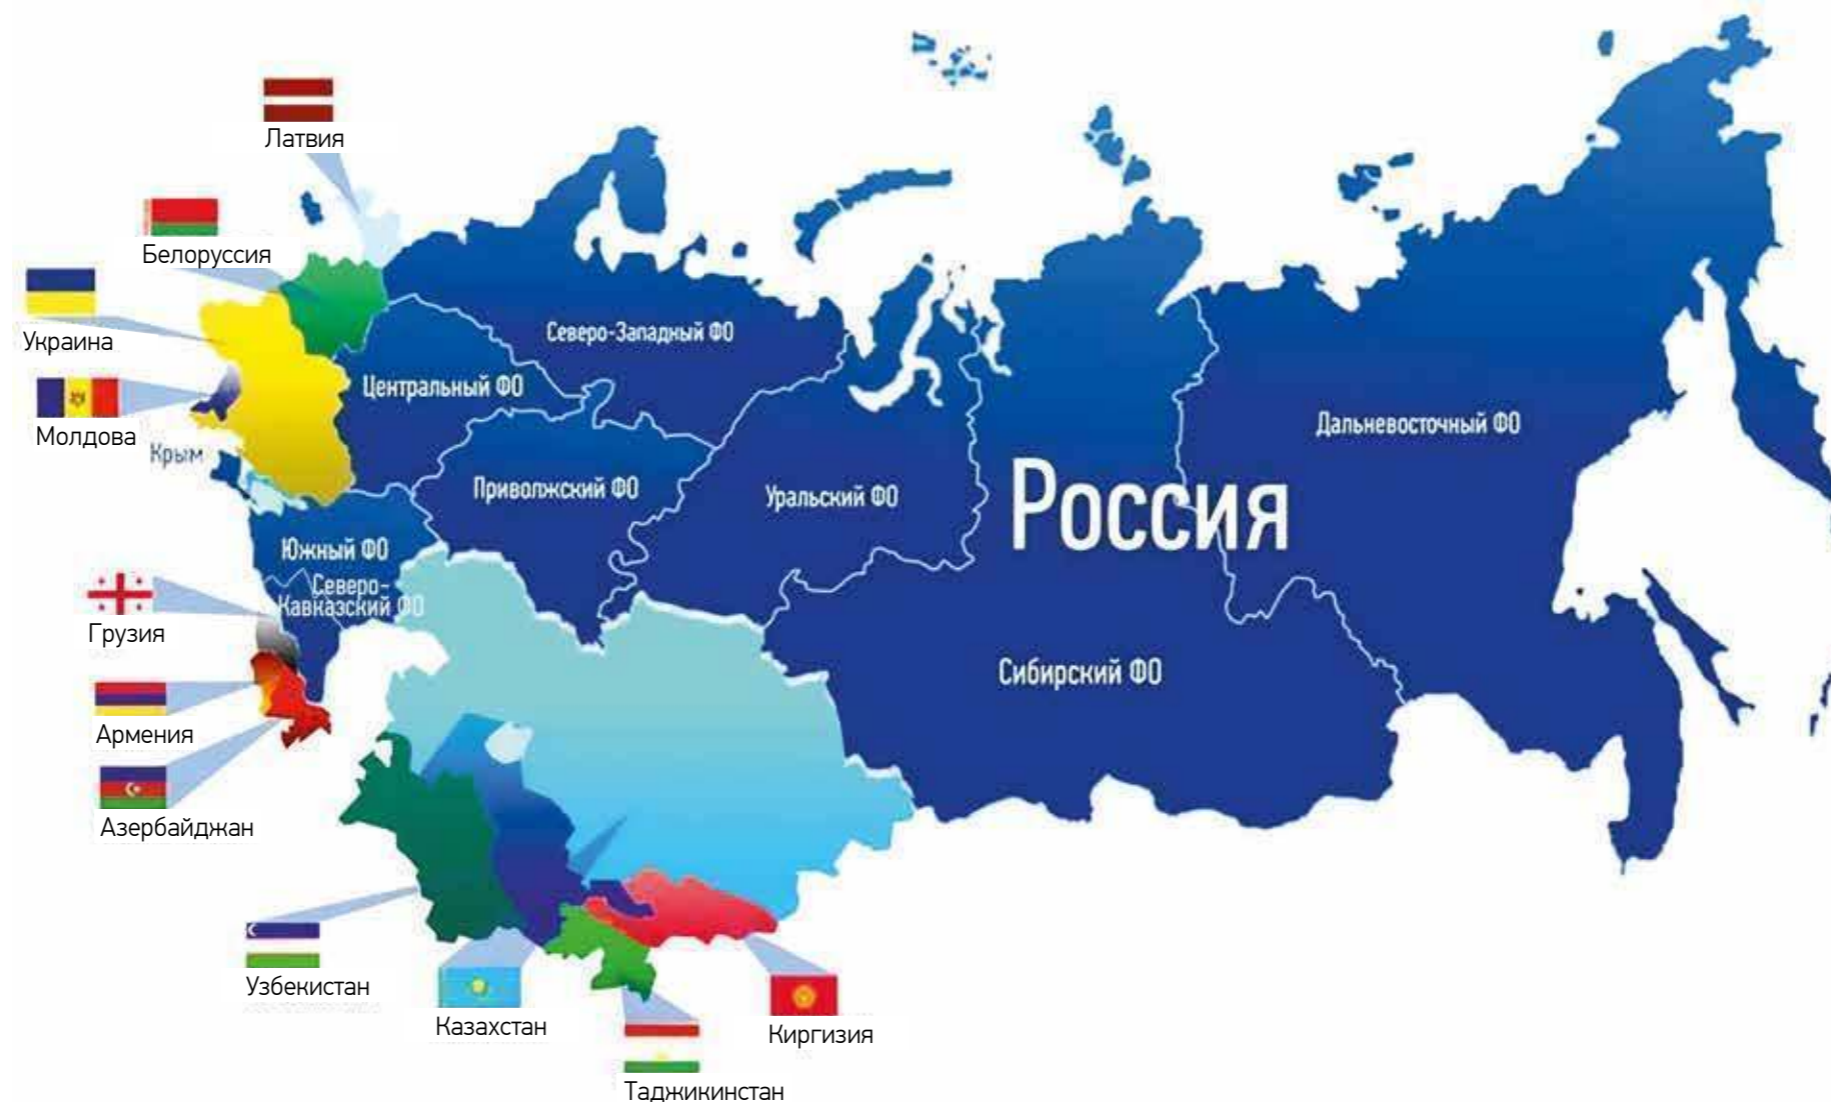 Латвия
Белоруссия
Украина
Молдова
Крым
Северо-Западный ФО
Центральный ФО
Приволжский ФО
Уральский ФО
Россия
Дальневосточный ФО
Южный ФО
Северо-
Кавказский ФО
Сибирский ФО
Грузия
Армения
Азербайджан
Узбекистан
Казахстан
Киргизия
Таджикинстан